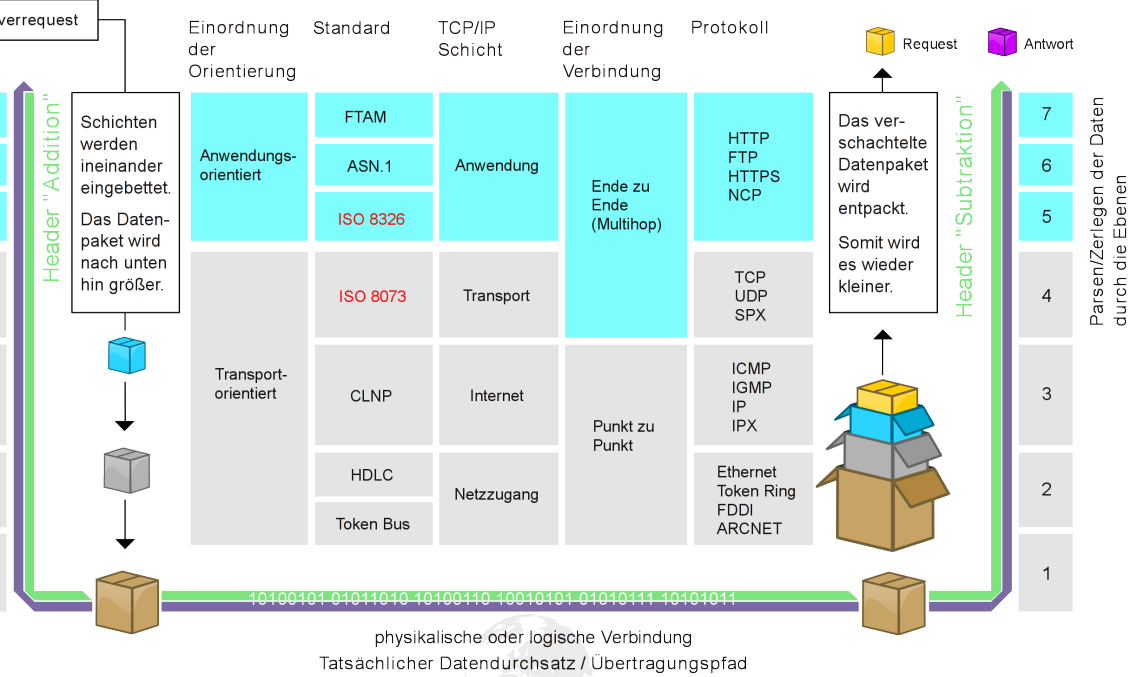 verrequest
Einordnung
der
Orientierung
Standard
TCP/IP
Schicht
Einordnung
der
Verbindung
Protokoll
Request
Antwort
Header "Addition"
Schichten
werden
ineinander
eingebettet.
Das Daten-
paket wird
nach unten
hin größer.
Anwendungs-
orientiert
Transport-
orientiert
FTAM
ASN.1
ISO 8326
ISO 8073
CLNP
HDLC
Token Bus
Anwendung
Transport
Internet
Netzzugang
Ende zu
Ende
(Multihop)
Punkt zu
Punkt
HTTP
FTP
HTTPS
NCP
TCP
UDP
SPX
ICMP
IGMP
IP
IPX
Ethernet
Token Ring
FDDI
ARCNET
Das ver-
schachtelte
Datenpaket
wird
entpackt.
Somit wird
es wieder
kleiner.
Header "Subtraktion"
7
6
5
4
3
2
1
Parsen/Zerlegen der Daten
durch die Ebenen
10100101 01011010 10100110 10010101 01010111 10101011
physikalische oder logische Verbindung
Tatsächlicher Datendurchsatz / Übertragungspfad